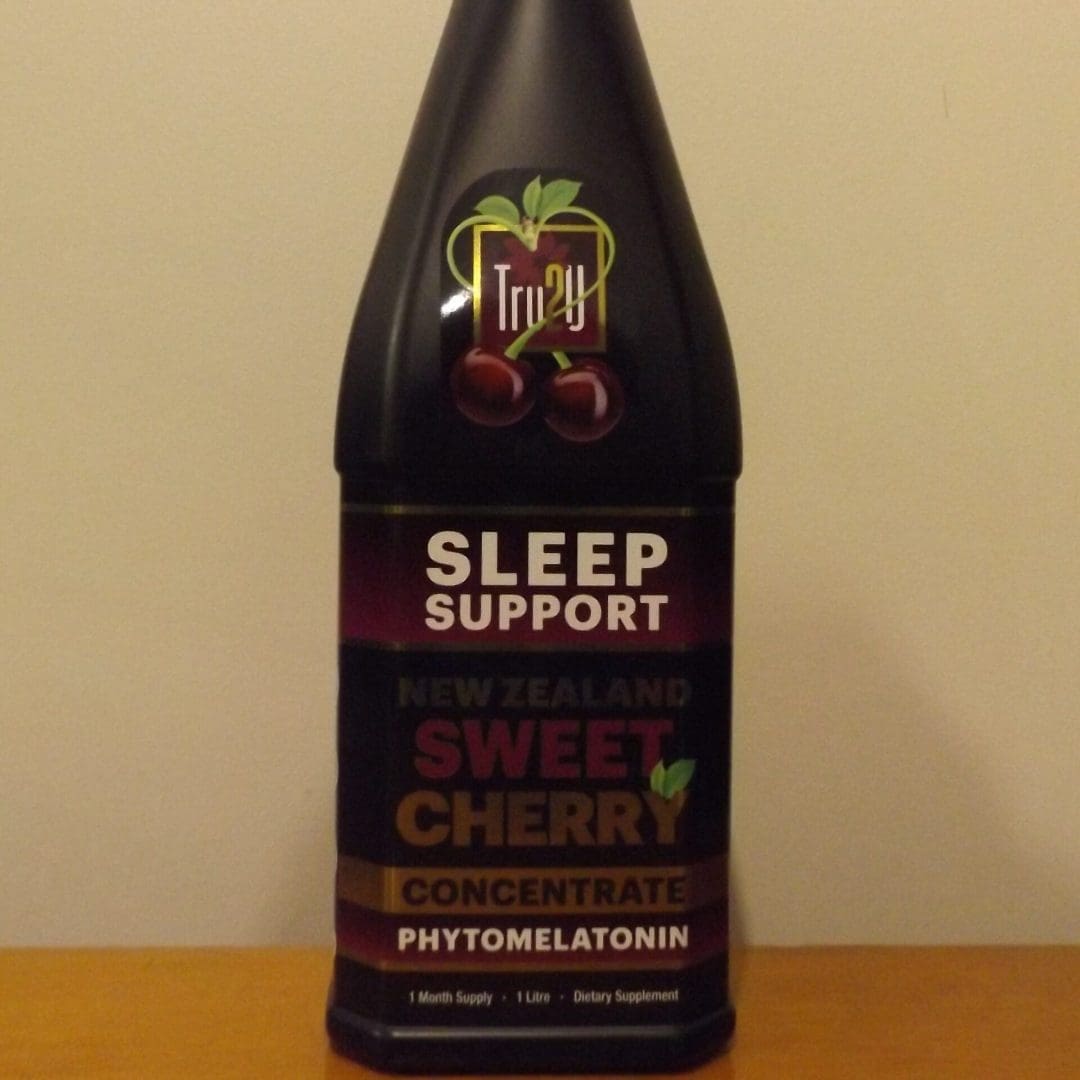 Tru2U
SLEEP
SUPPORT
NEW ZEALAND
SWEET
CHERRY
CONCENTRATE
PHYTOMELATONIN
1 Month Supply · 1 Litre · Dietary Supplement